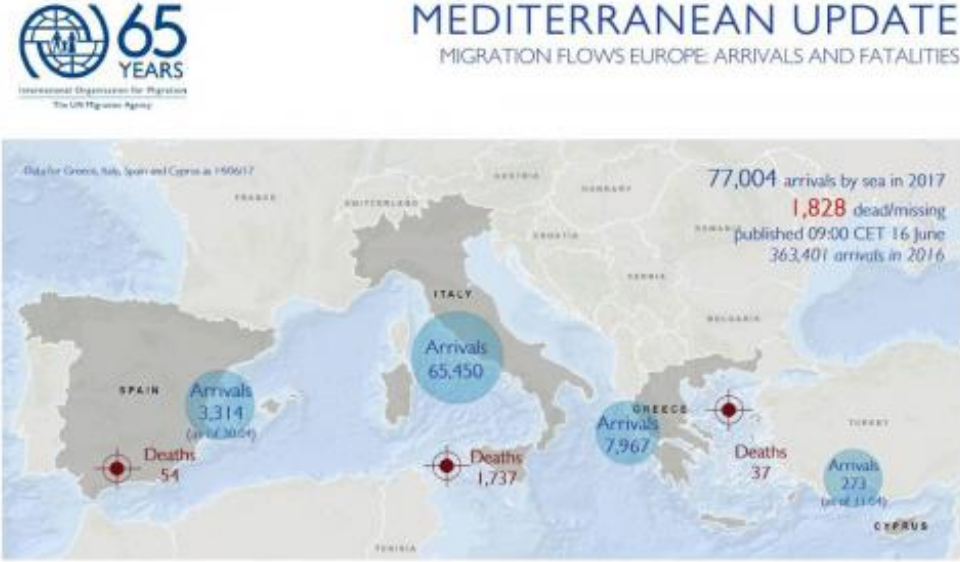 65
YEARS
International Organization for Migration
The UN Migration Agency
MEDITERRANEAN UPDATE
MIGRATION FLOWS EUROPE: ARRIVALS AND FATALITIES
Data for Greece, Italy, Spain and Cyprus as
77,004 arrivals by sea in 2017
1,828 dead/missing
published 09:00 CET 16 June
363,401 arrivals in 2016
AUSTRIA
HUNGARY
FRANCE
SWITZERLAND
CROATIA
SERBIA
BULGARIA
ITALY
Arrivals
65,450
SPAIN
Arrivals
3,314
(as of 30.04)
Deaths
54
Deaths
1,737
GREECE
Arrivals
7,967
TURKEY
Deaths
37
Arrivals
273
(as of 31.04)
CYPRUS
TUNISIA